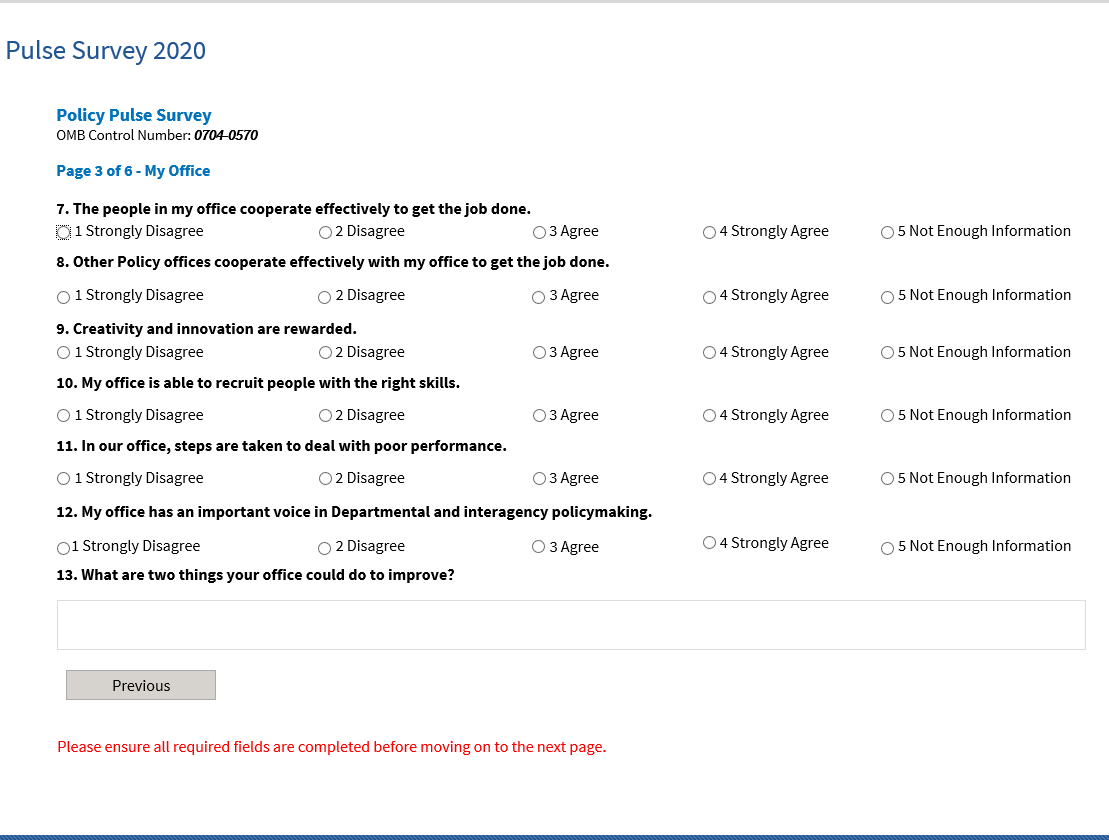 Pulse Survey 2020
Policy Pulse Survey
OMB Control Number: 0704-0570
Page 3 of 6 - My Office
7. The people in my office cooperate effectively to get the job done.
1 Strongly Disagree 2 Disagree 3 Agree 4 Strongly Agree 5 Not Enough Information
8. Other Policy offices cooperate effectively with my office to get the job done.
1 Strongly Disagree 2 Disagree 3 Agree 4 Strongly Agree 5 Not Enough Information
9. Creativity and innovation are rewarded.
1 Strongly Disagree 2 Disagree 3 Agree 4 Strongly Agree 5 Not Enough Information
10. My office is able to recruit people with the right skills.
1 Strongly Disagree 2 Disagree 3 Agree 4 Strongly Agree 5 Not Enough Information
11. In our office, steps are taken to deal with poor performance.
1 Strongly Disagree 2 Disagree 3 Agree 4 Strongly Agree 5 Not Enough Information
12. My office has an important voice in Departmental and interagency policymaking.
1 Strongly Disagree 2 Disagree 3 Agree 4 Strongly Agree 5 Not Enough Information
13. What are two things your office could do to improve?
Previous
Please ensure all required fields are completed before moving on to the next page.